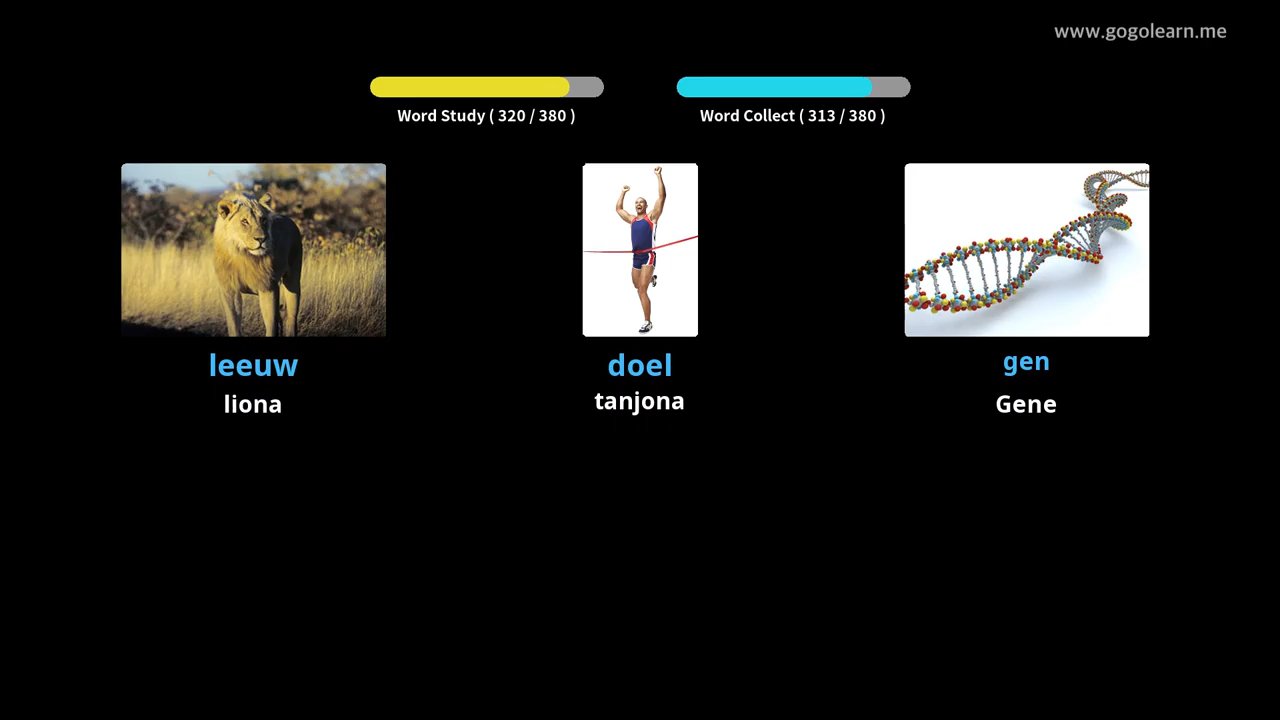 www.gogolearn.me
Word Study ( 320 / 380 )
Word Collect ( 313 / 380 )
leeuw
liona
doel
tanjona
gen
Gene